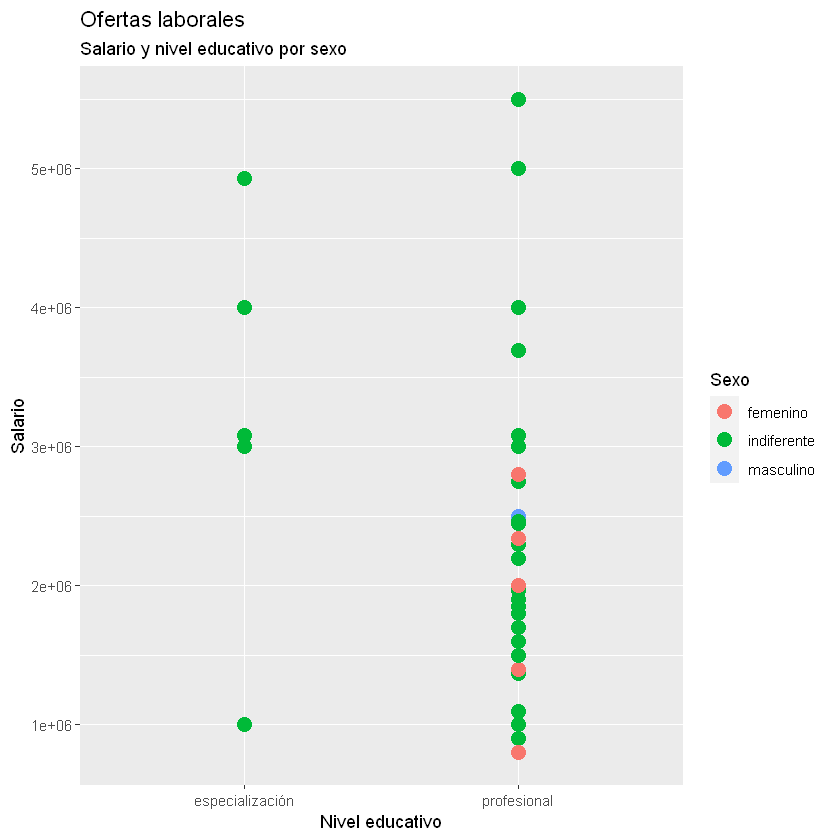 Ofertas laborales
Salario y nivel educativo por sexo
5e+06
4e+06
3e+06
2e+06
1e+06
Salario
especialización
profesional
Nivel educativo
Sexo
femenino
indiferente
masculino